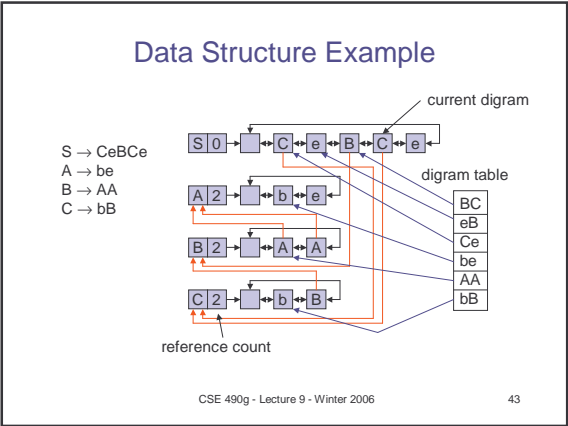 Data Structure Example
current digram
S → CeBCe
A → be
B → AA
C → bB
S 0 C e B C e
digram table
A 2 b e
B 2 A A
C 2 b B
BC
eB
Ce
be
AA
bB
reference count
CSE 490g - Lecture 9 - Winter 2006 43